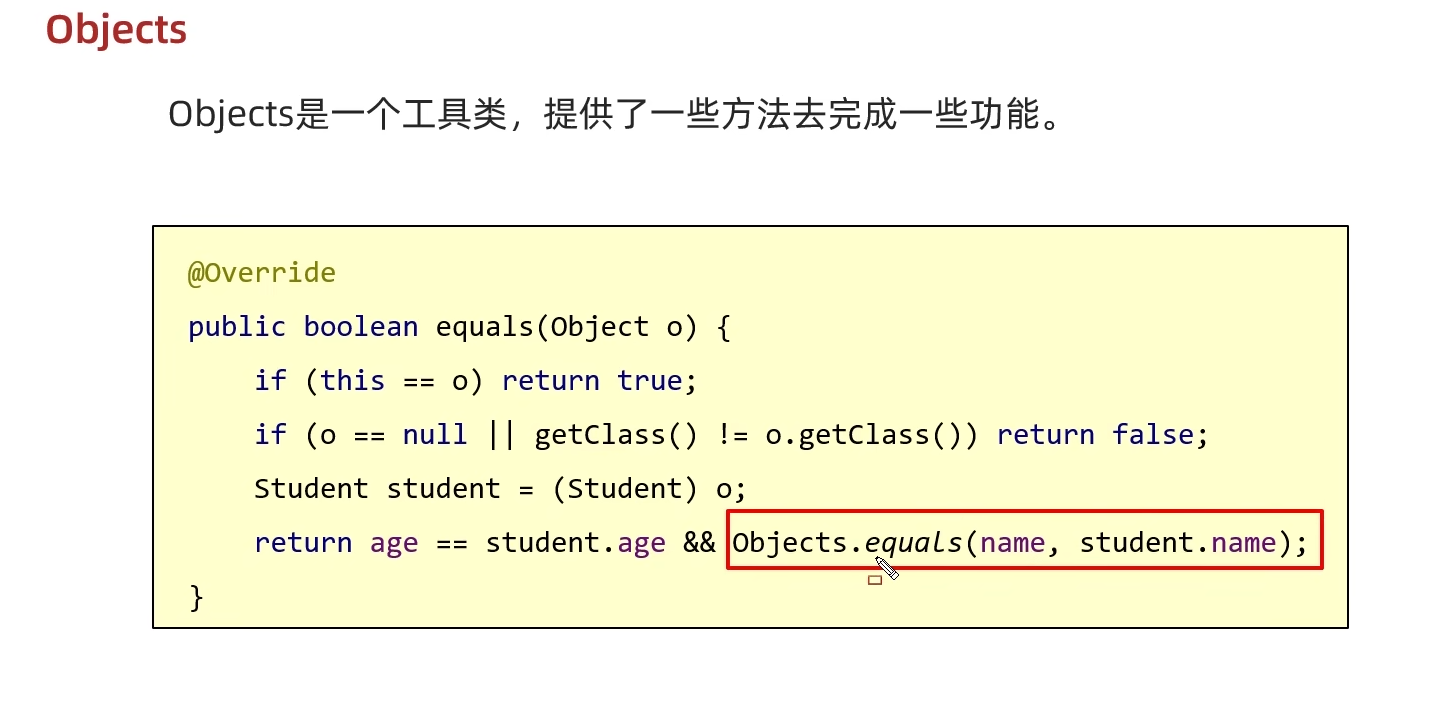 Objects
Objects是一个工具类，提供了一些方法去完成一些功能。
@Override
public boolean equals(Object o) {
    if (this == o) return true;
    if (o == null || getClass() != o.getClass()) return false;
    Student student = (Student) o;
    return age == student.age && Objects.equals(name, student.name);
}